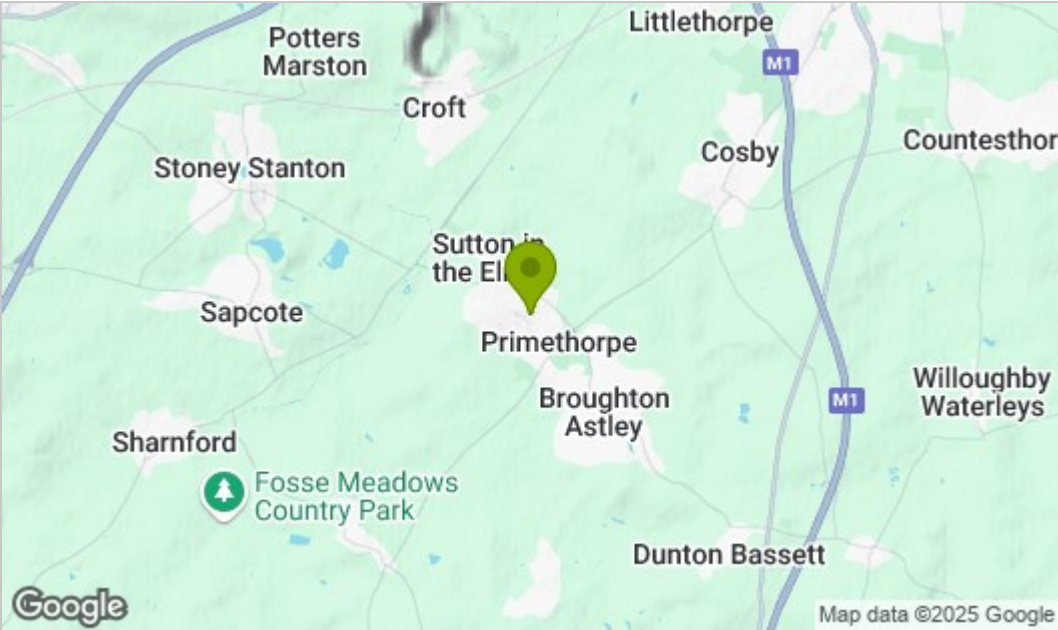 Littlethorpe
Potters
Marston
M1
Croft
Cosby
Countesthor
Stoney Stanton
Sutton in
the El
Sapcote
Primethorpe
Willoughby
Waterleys
Broughton
Astley
M1
Sharnford
Fosse Meadows
Country Park
Dunton Bassett
Google
Map data ©2025 Google